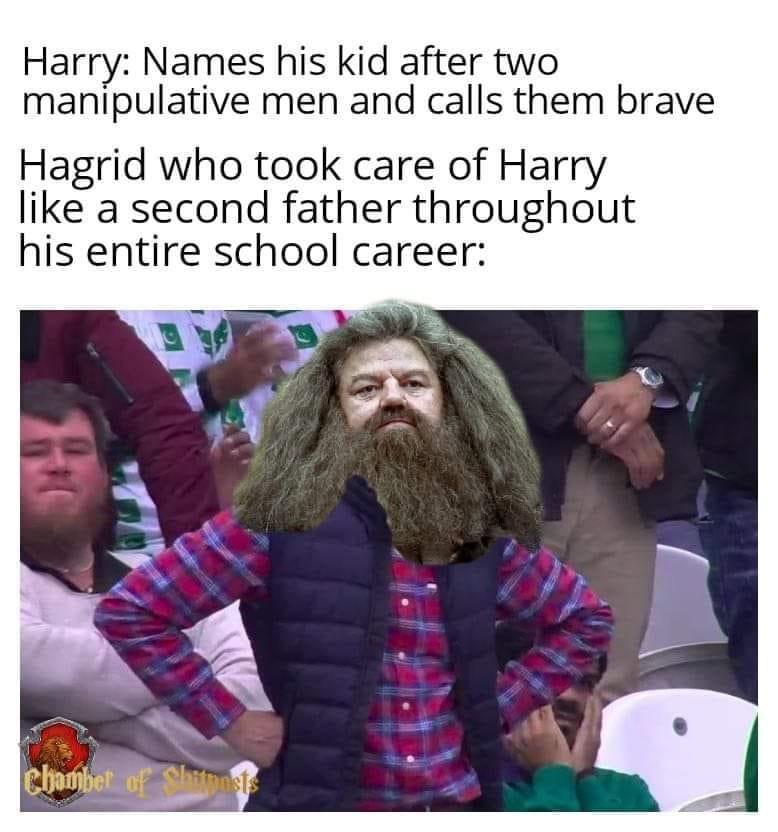 Harry: Names his kid after two
manipulative men and calls them brave
Hagrid who took care of Harry
like a second father throughout
his entire school career:
Chamber of Shitposts